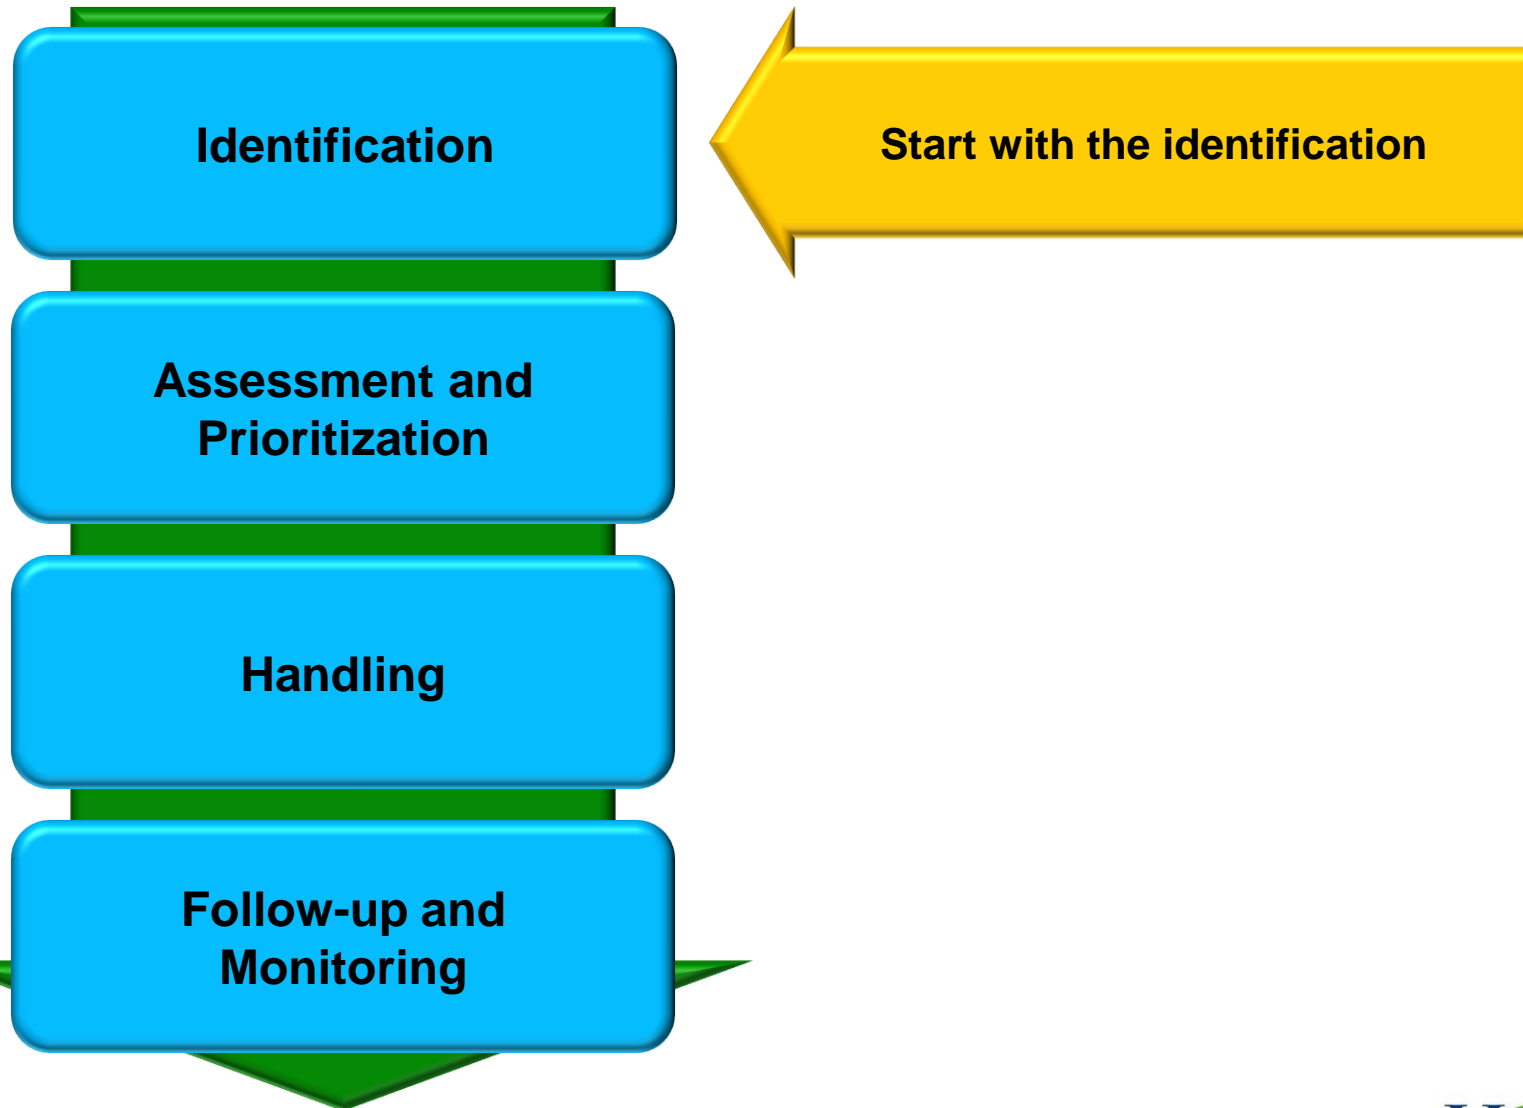 Identification
Start with the identification
Assessment and
Prioritization
Handling
Follow-up and
Monitoring